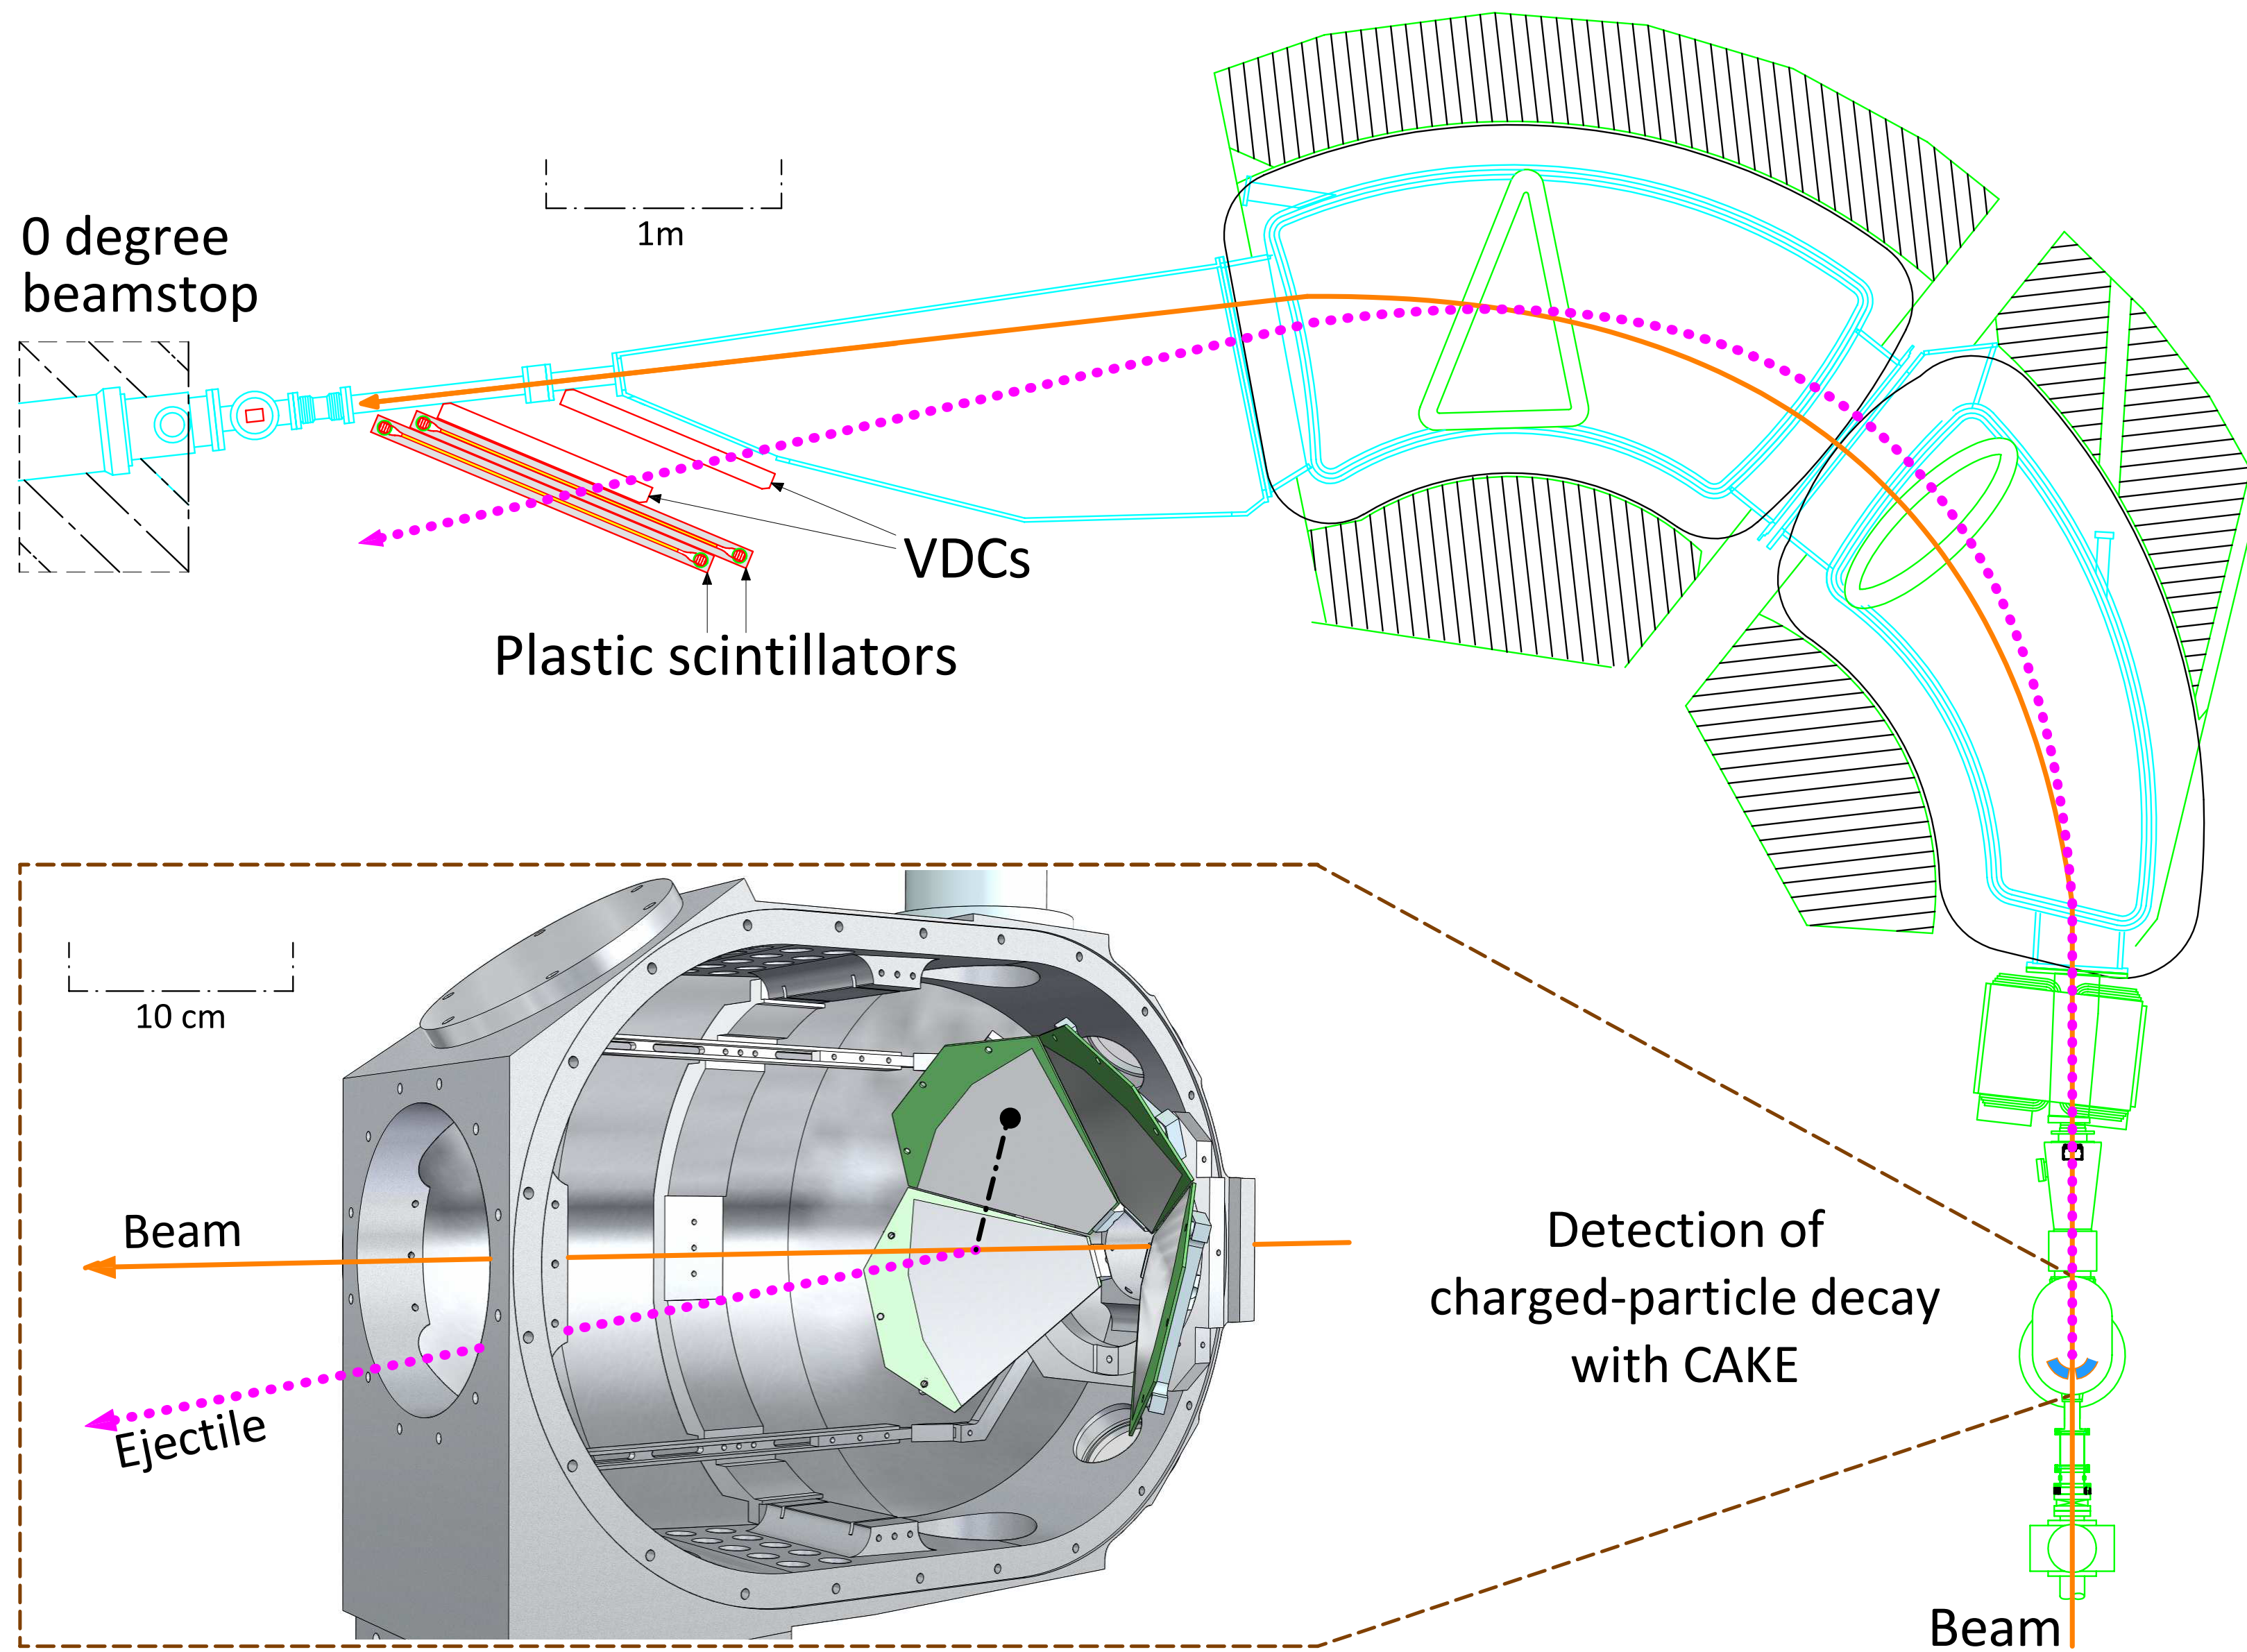 0 degree
beamstop
1m
VDCs
Plastic scintillators
10 cm
Beam
Ejectile
Detection of
charged-particle decay
with CAKE
Beam